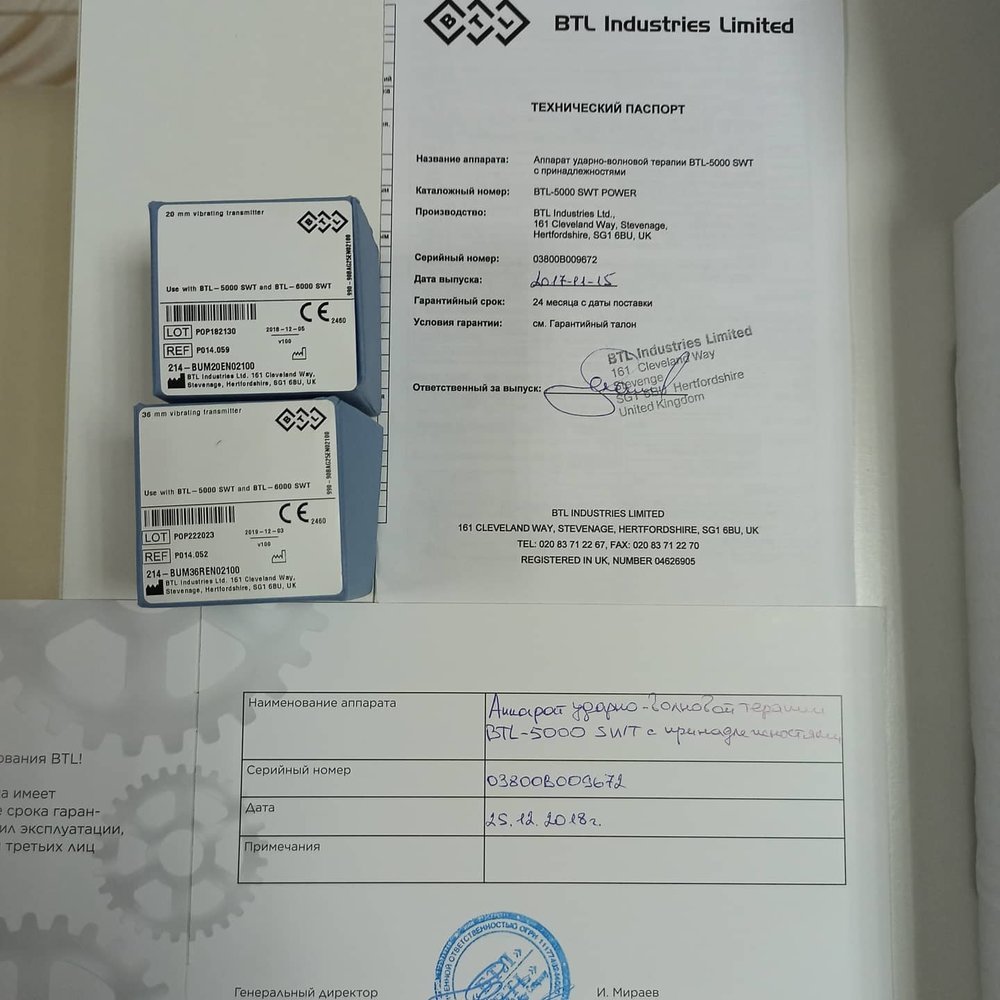 BTL
BTL Industries Limited
ТЕХНИЧЕСКИЙ ПАСПОРТ
Название аппарата: Аппарат ударно-волновой терапии BTL-5000 SWT
с принадлежностями
Каталожный номер: BTL-5000 SWT POWER
Производство: BTL Industries Ltd.,
161 Cleveland Way, Stevenage,
Hertfordshire, SG1 6BU, UK
Серийный номер: 03800B009672
Дата выпуска: 2017-11-15
Гарантийный срок: 24 месяца с даты поставки
Условия гарантии: см. Гарантийный талон
Ответственный за выпуск:
BTL Industries Limited
161, Cleveland Way
Stevenge
SG1 6BU Hertfordshire
United Kingdom
BTL INDUSTRIES LIMITED
161 CLEVELAND WAY, STEVENAGE, HERTFORDSHIRE, SG1 6BU, UK
TEL: 020 83 71 22 67, FAX: 020 83 71 22 70
REGISTERED IN UK, NUMBER 04626905
20 mm vibrating transmitter
BTL
Use with BTL-5000 SWT and BTL-6000 SWT
CE 2460
LOT POP182130
2018-12-05
v100
REF P014.059
214-BUM20EN02100
BTL Industries Ltd. 161 Cleveland Way,
Stevenage, Hertfordshire, SG1 6BU, UK
36 mm vibrating transmitter
BTL
Use with BTL-5000 SWT and BTL-6000 SWT
CE 2460
LOT POP222023
2019-12-03
v100
REF P014.052
214-BUM36REN02100
BTL Industries Ltd. 161 Cleveland Way,
Stevenage, Hertfordshire, SG1 6BU, UK
ования BTL!
а имеет
е срока гаран-
ил эксплуатации,
третьих лиц
Наименование аппарата Аппарат ударно-волновой терапии
BTL-5000 SWT с принадлежностями
Серийный номер 03800B009672
Дата 25.12.2018г.
Примечания
Генеральный директор И. Мираев